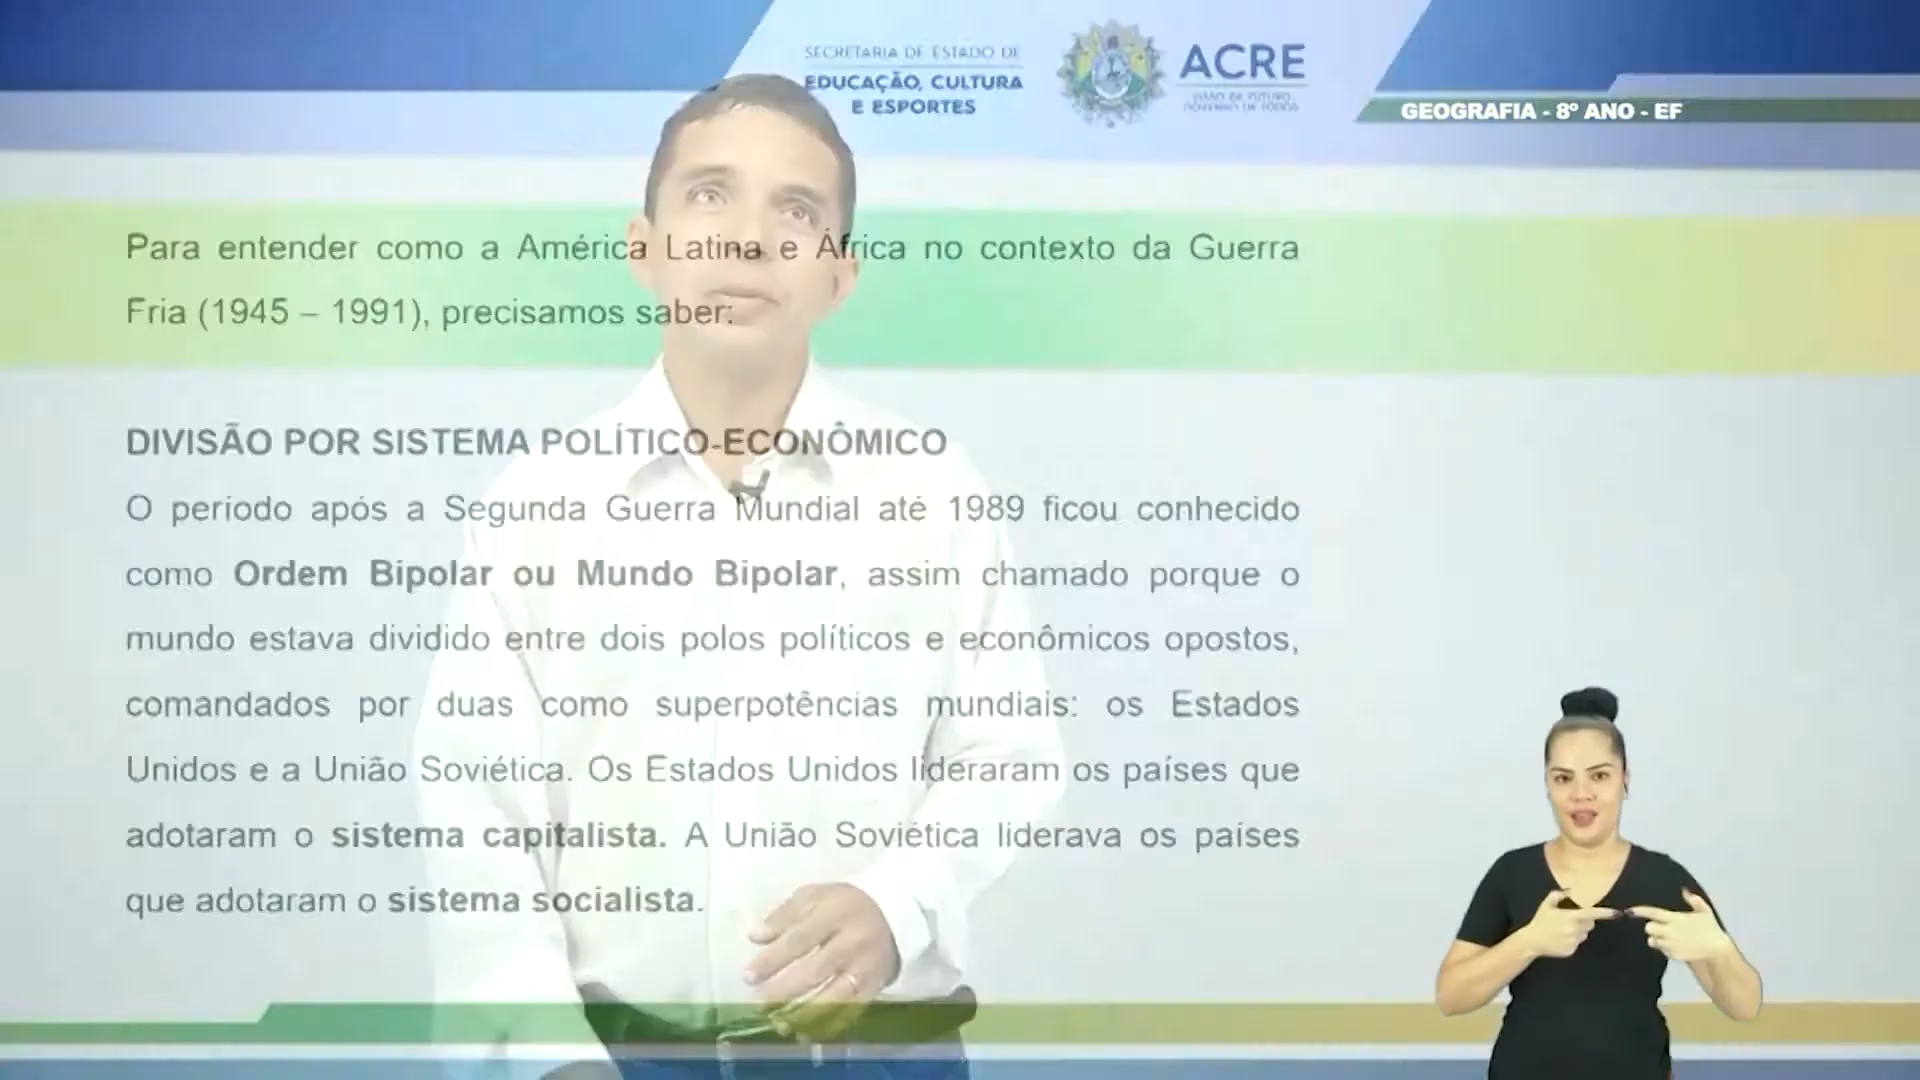 SECRETARIA DE ESTADO DE
EDUCAÇÃO, CULTURA
E ESPORTES
ACRE
GEOGRAFIA - 8º ANO - EF
Para entender como a América Latina e África no contexto da Guerra
Fria (1945 – 1991), precisamos saber:
DIVISÃO POR SISTEMA POLÍTICO-ECONÔMICO
O período após a Segunda Guerra Mundial até 1989 ficou conhecido
como Ordem Bipolar ou Mundo Bipolar, assim chamado porque o
mundo estava dividido entre dois polos políticos e econômicos opostos,
comandados por duas como superpotências mundiais: os Estados
Unidos e a União Soviética. Os Estados Unidos lideraram os países que
adotaram o sistema capitalista. A União Soviética liderava os países
que adotaram o sistema socialista.